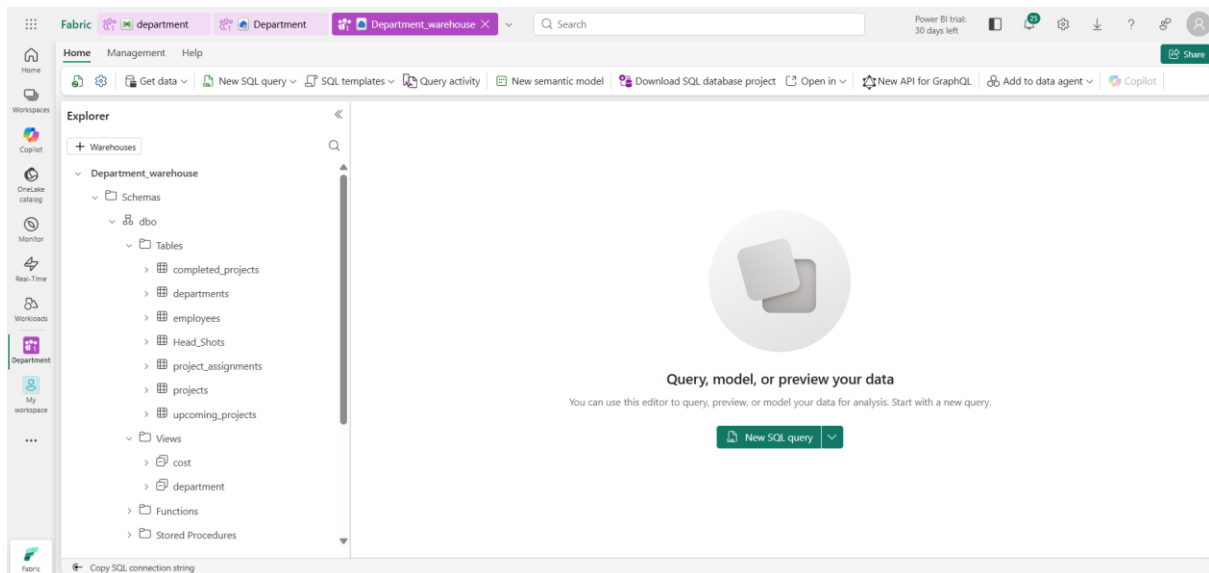 Fabric department Department Department_warehouse Search Power BI trial:
30 days left 25 ?
Home Management Help Share
Get data New SQL query SQL templates Query activity New semantic model Download SQL database project Open in New API for GraphQL Add to data agent Copilot
Home
Workspaces
Copilot
OneLake
catalog
Monitor
Real-Time
Workloads
Department
My
workspace
Fabric
Explorer
+ Warehouses
Department_warehouse
Schemas
dbo
Tables
completed_projects
departments
employees
Head_Shots
project_assignments
projects
upcoming_projects
Views
cost
department
Functions
Stored Procedures
Copy SQL connection string
Query, model, or preview your data
You can use this editor to query, preview, or model your data for analysis. Start with a new query.
New SQL query